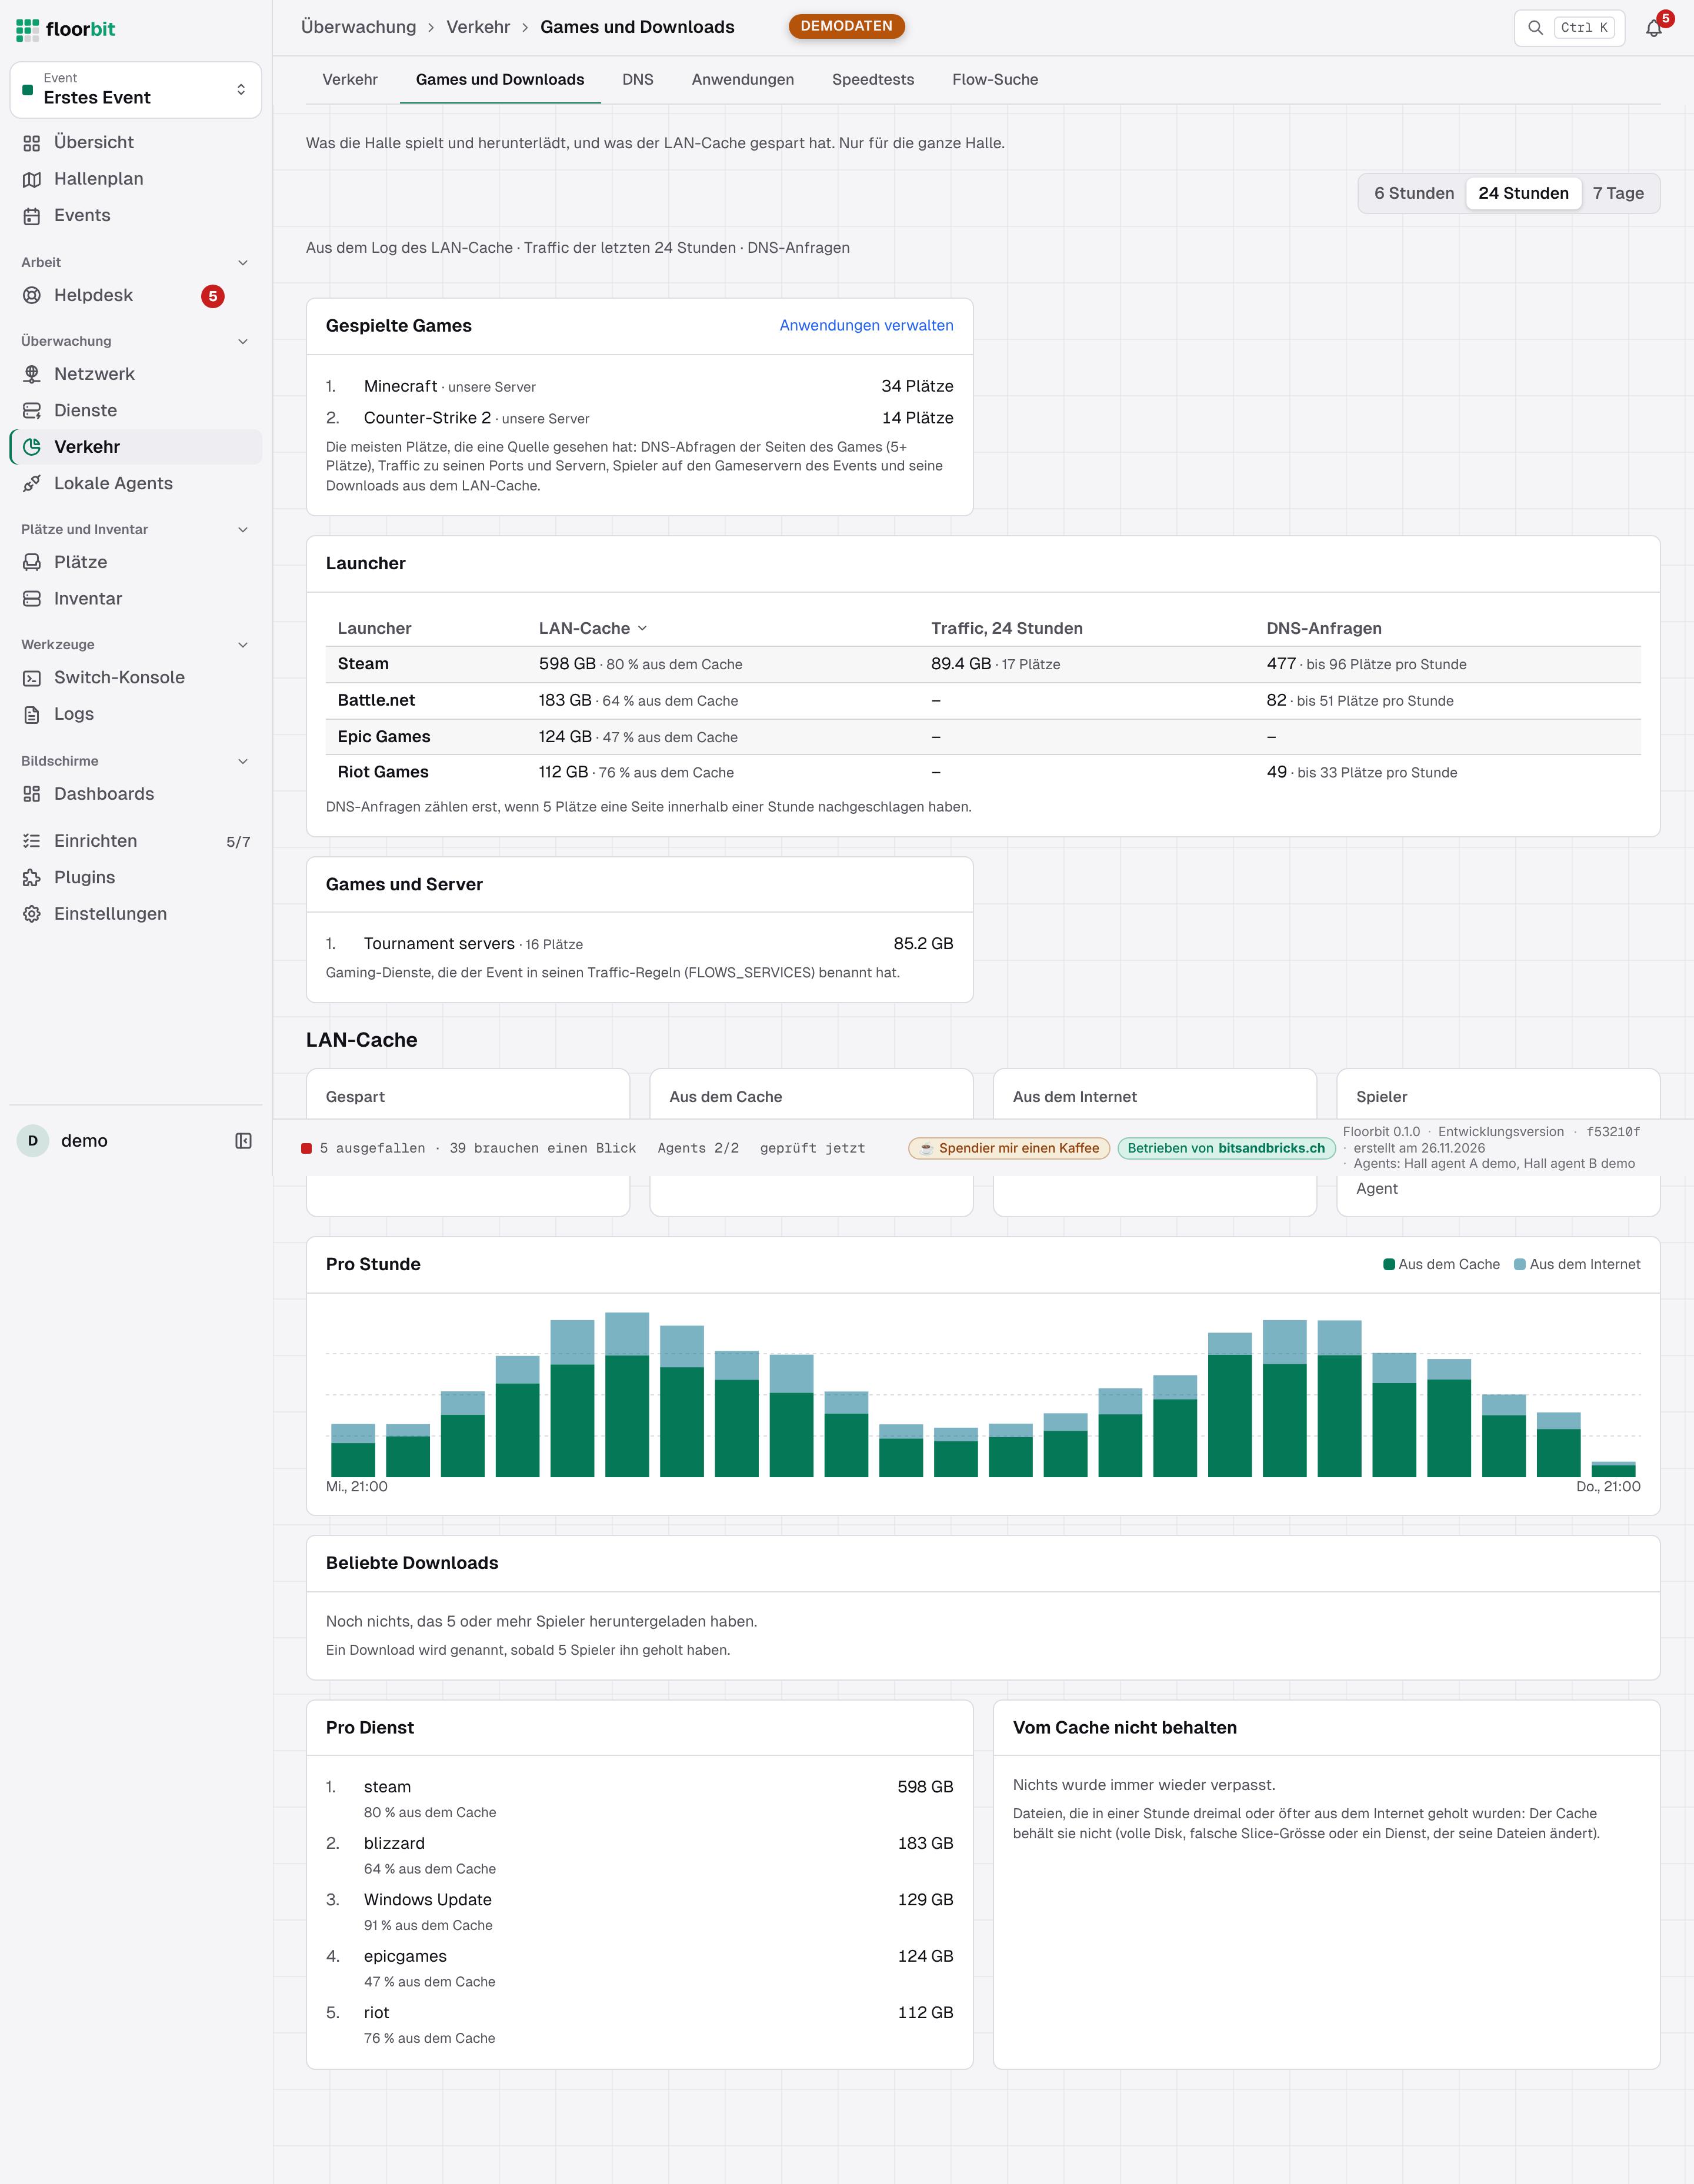 floorbit
Event
Erstes Event
Übersicht
Hallenplan
Events
Arbeit
Helpdesk 5
Überwachung
Netzwerk
Dienste
Verkehr
Lokale Agents
Plätze und Inventar
Plätze
Inventar
Werkzeuge
Switch-Konsole
Logs
Bildschirme
Dashboards
Einrichten 5/7
Plugins
Einstellungen
D demo
Überwachung > Verkehr > Games und Downloads
DEMODATEN
Ctrl K
5
Verkehr Games und Downloads DNS Anwendungen Speedtests Flow-Suche
Was die Halle spielt und herunterlädt, und was der LAN-Cache gespart hat. Nur für die ganze Halle.
6 Stunden 24 Stunden 7 Tage
Aus dem Log des LAN-Cache · Traffic der letzten 24 Stunden · DNS-Anfragen
Gespielte Games Anwendungen verwalten
1. Minecraft · unsere Server 34 Plätze
2. Counter-Strike 2 · unsere Server 14 Plätze
Die meisten Plätze, die eine Quelle gesehen hat: DNS-Abfragen der Seiten des Games (5+
Plätze), Traffic zu seinen Ports und Servern, Spieler auf den Gameservern des Events und seine
Downloads aus dem LAN-Cache.
Launcher
Launcher LAN-Cache Traffic, 24 Stunden DNS-Anfragen
Steam 598 GB · 80 % aus dem Cache 89.4 GB · 17 Plätze 477 · bis 96 Plätze pro Stunde
Battle.net 183 GB · 64 % aus dem Cache – 82 · bis 51 Plätze pro Stunde
Epic Games 124 GB · 47 % aus dem Cache – –
Riot Games 112 GB · 76 % aus dem Cache – 49 · bis 33 Plätze pro Stunde
DNS-Anfragen zählen erst, wenn 5 Plätze eine Seite innerhalb einer Stunde nachgeschlagen haben.
Games und Server
1. Tournament servers · 16 Plätze 85.2 GB
Gaming-Dienste, die der Event in seinen Traffic-Regeln (FLOWS_SERVICES) benannt hat.
LAN-Cache
Gespart Aus dem Cache Aus dem Internet Spieler
5 ausgefallen · 39 brauchen einen Blick Agents 2/2 geprüft jetzt
☕ Spendier mir einen Kaffee
Betrieben von bitsandbricks.ch
Floorbit 0.1.0 · Entwicklungsversion · f53210f
· erstellt am 26.11.2026
· Agents: Hall agent A demo, Hall agent B demo
Agent
Pro Stunde Aus dem Cache Aus dem Internet
Mi., 21:00 Do., 21:00
Beliebte Downloads
Noch nichts, das 5 oder mehr Spieler heruntergeladen haben.
Ein Download wird genannt, sobald 5 Spieler ihn geholt haben.
Pro Dienst
1. steam 598 GB
80 % aus dem Cache
2. blizzard 183 GB
64 % aus dem Cache
3. Windows Update 129 GB
91 % aus dem Cache
4. epicgames 124 GB
47 % aus dem Cache
5. riot 112 GB
76 % aus dem Cache
Vom Cache nicht behalten
Nichts wurde immer wieder verpasst.
Dateien, die in einer Stunde dreimal oder öfter aus dem Internet geholt wurden: Der Cache
behält sie nicht (volle Disk, falsche Slice-Grösse oder ein Dienst, der seine Dateien ändert).